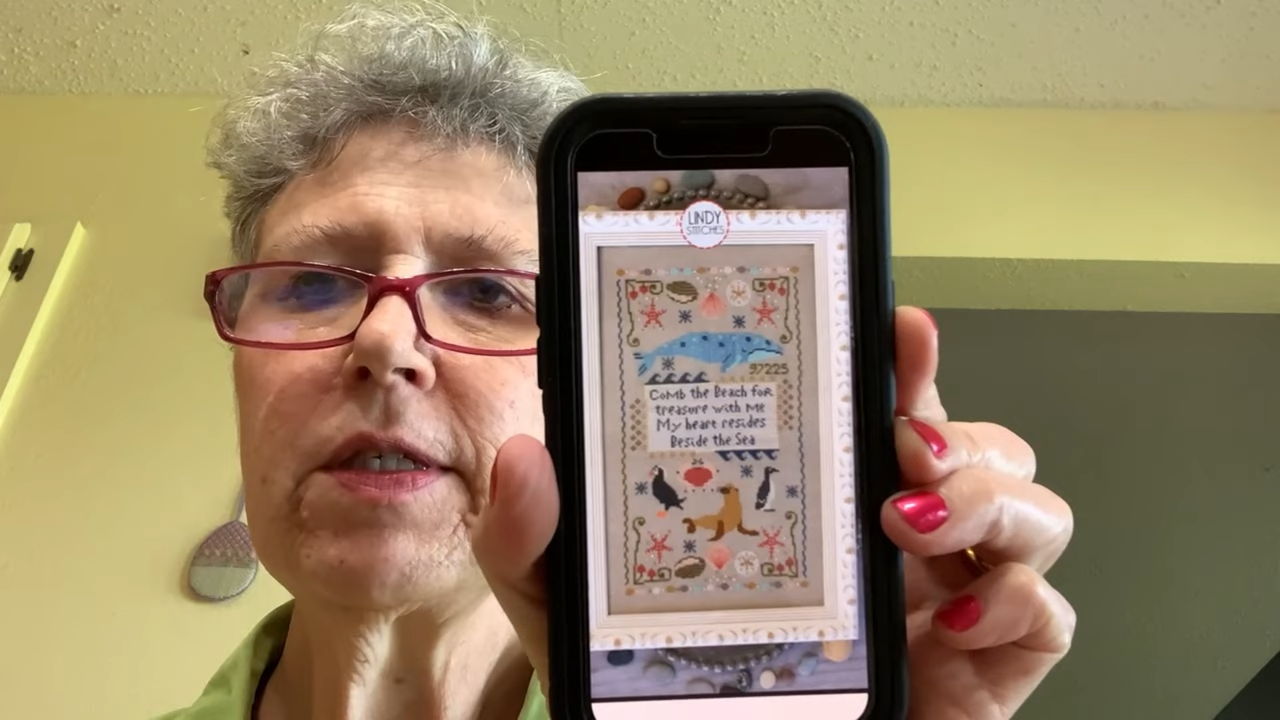 LINDY
STITCHES
97225
Comb the Beach for
treasure with Me
My heart resides
Beside the Sea